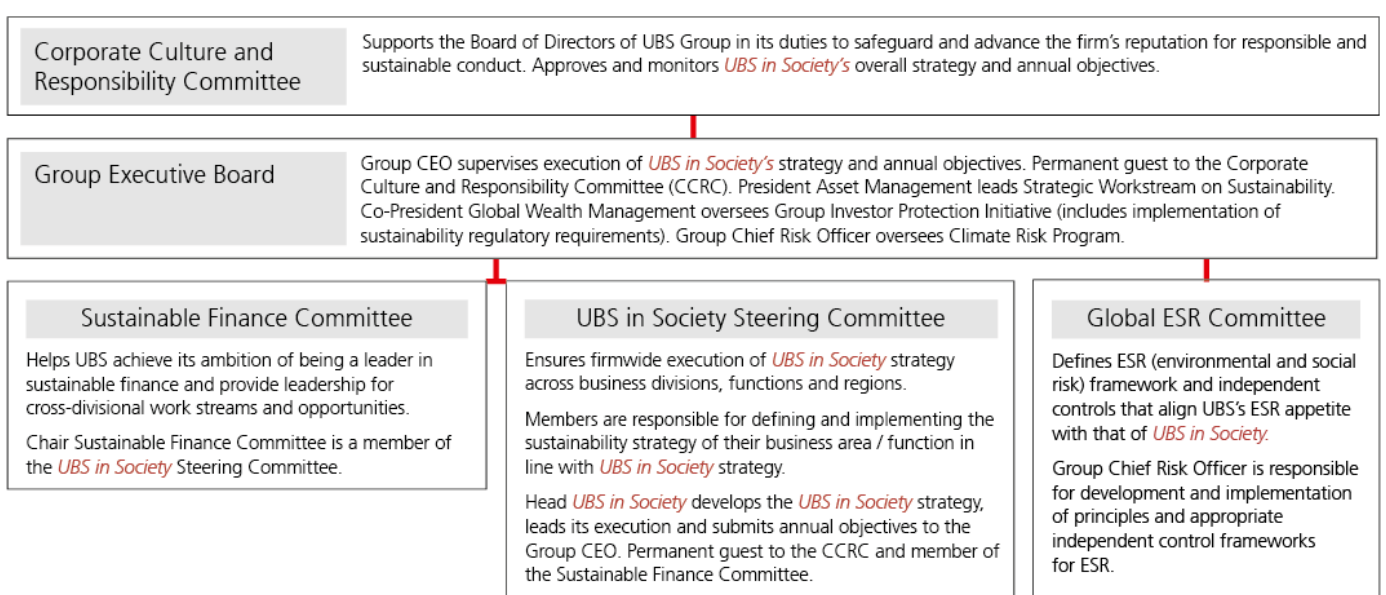 Corporate Culture and
Responsibility Committee
Supports the Board of Directors of UBS Group in its duties to safeguard and advance the firm’s reputation for responsible and
sustainable conduct. Approves and monitors UBS in Society’s overall strategy and annual objectives.
Group Executive Board
Group CEO supervises execution of UBS in Society’s strategy and annual objectives. Permanent guest to the Corporate
Culture and Responsibility Committee (CCRC). President Asset Management leads Strategic Workstream on Sustainability.
Co-President Global Wealth Management oversees Group Investor Protection Initiative (includes implementation of
sustainability regulatory requirements). Group Chief Risk Officer oversees Climate Risk Program.
Sustainable Finance Committee
Helps UBS achieve its ambition of being a leader in
sustainable finance and provide leadership for
cross-divisional work streams and opportunities.
Chair Sustainable Finance Committee is a member of
the UBS in Society Steering Committee.
UBS in Society Steering Committee
Ensures firmwide execution of UBS in Society strategy
across business divisions, functions and regions.
Members are responsible for defining and implementing the
sustainability strategy of their business area / function in
line with UBS in Society strategy.
Head UBS in Society develops the UBS in Society strategy,
leads its execution and submits annual objectives to the
Group CEO. Permanent guest to the CCRC and member of
the Sustainable Finance Committee.
Global ESR Committee
Defines ESR (environmental and social
risk) framework and independent
controls that align UBS’s ESR appetite
with that of UBS in Society.
Group Chief Risk Officer is responsible
for development and implementation
of principles and appropriate
independent control frameworks
for ESR.